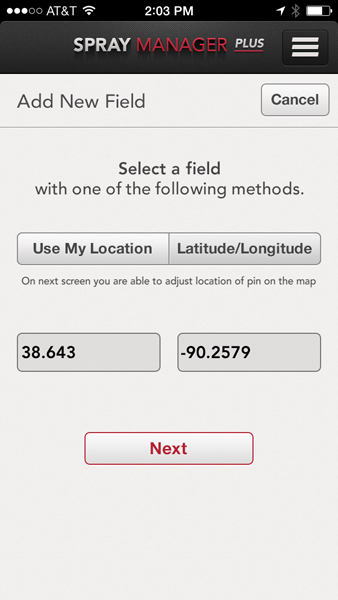 AT&T 2:03 PM
SPRAY MANAGER PLUS
Add New Field Cancel
Select a field
with one of the following methods.
Use My Location Latitude/Longitude
On next screen you are able to adjust location of pin on the map
38.643 -90.2579
Next